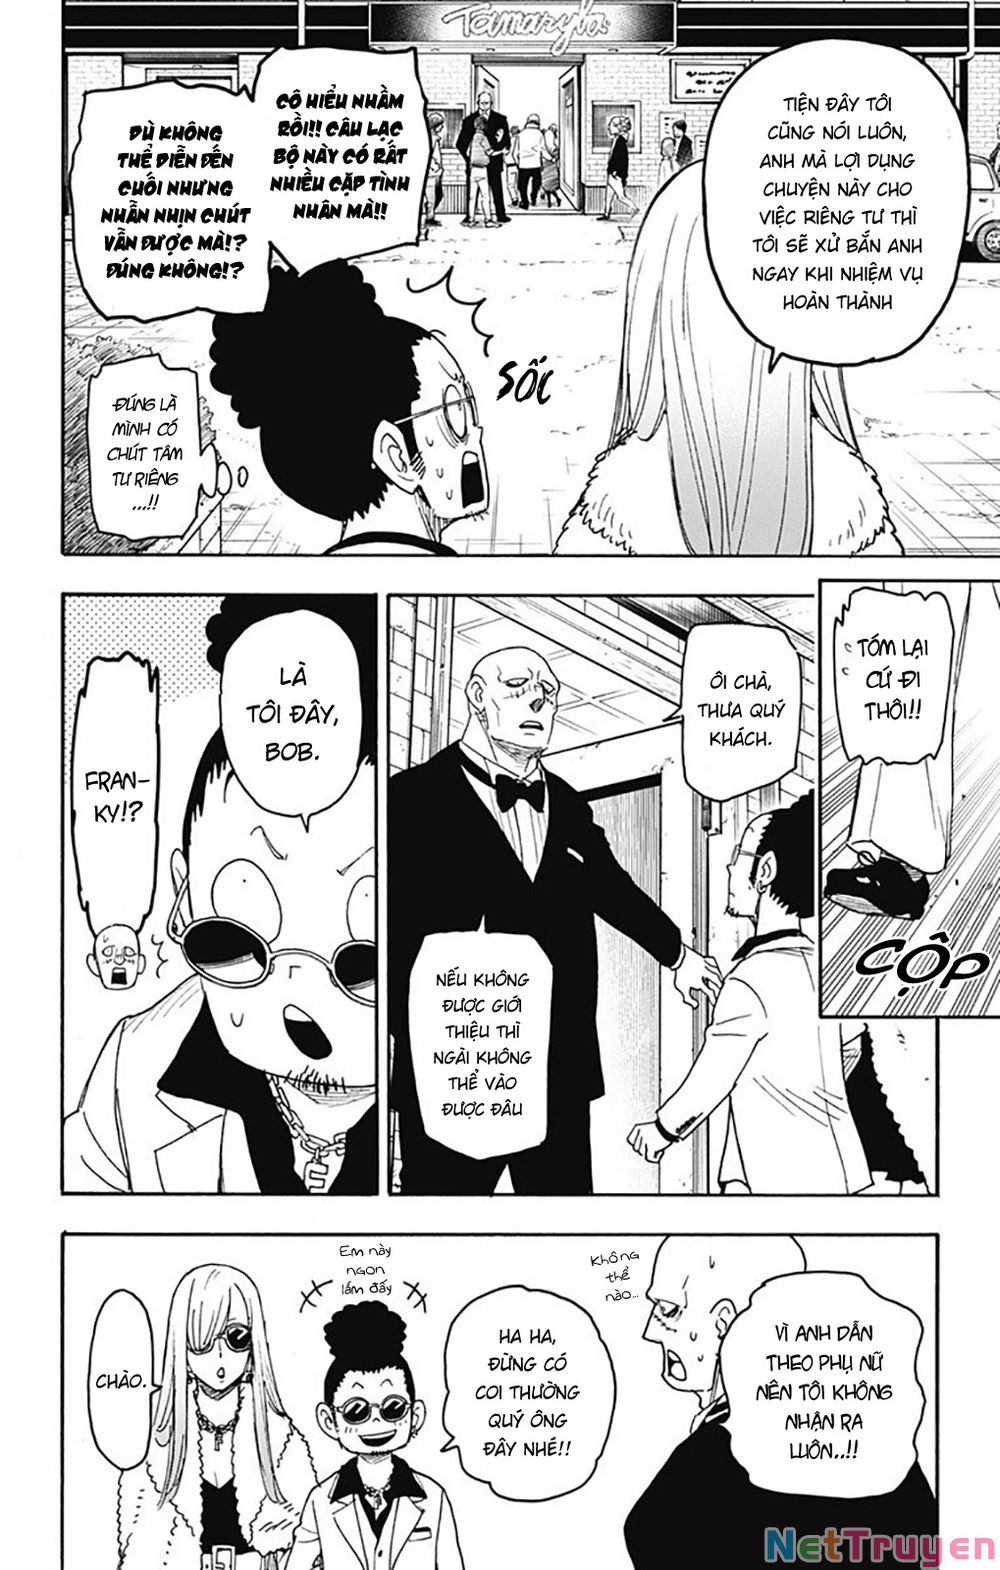 Tamaryba
TIỆN ĐÂY TÔI
CŨNG NÓI LUÔN,
ANH MÀ LỢI DỤNG
CHUYỆN NÀY CHO
VIỆC RIÊNG TƯ THÌ
TÔI SẼ XỬ BẮN ANH
NGAY KHI NHIỆM VỤ
HOÀN THÀNH
CÔ HIỂU NHẦM
RỒI!! CÂU LẠC
BỘ NÀY CÓ RẤT
NHIỀU CẶP TÌNH
NHÂN MÀ!!
DÙ KHÔNG
THỂ DIỄN ĐẾN
CUỐI NHƯNG
NHẪN NHỊN CHÚT
VẪN ĐƯỢC MÀ!?
ĐÚNG KHÔNG!?
SỐC
ĐÚNG LÀ
MÌNH CÓ
CHÚT TÂM
TƯ RIÊNG
...!!
TÓM LẠI
CỨ ĐI
THÔI!!
CỘP
ÔI CHÀ,
THƯA QUÝ
KHÁCH.
NẾU KHÔNG
ĐƯỢC GIỚI
THIỆU THÌ
NGÀI KHÔNG
THỂ VÀO
ĐƯỢC ĐÂU
LÀ
TÔI ĐÂY,
BOB.
FRAN-
KY!?
VÌ ANH DẪN
THEO PHỤ NỮ
NÊN TÔI KHÔNG
NHẬN RA
LUÔN..!!
Không
thể
nào...
HA HA,
ĐỪNG CÓ
COI THƯỜNG
QUÝ ÔNG
ĐÂY NHÉ!!
Em này
ngon
lắm đấy
CHÀO.
NetTruyen